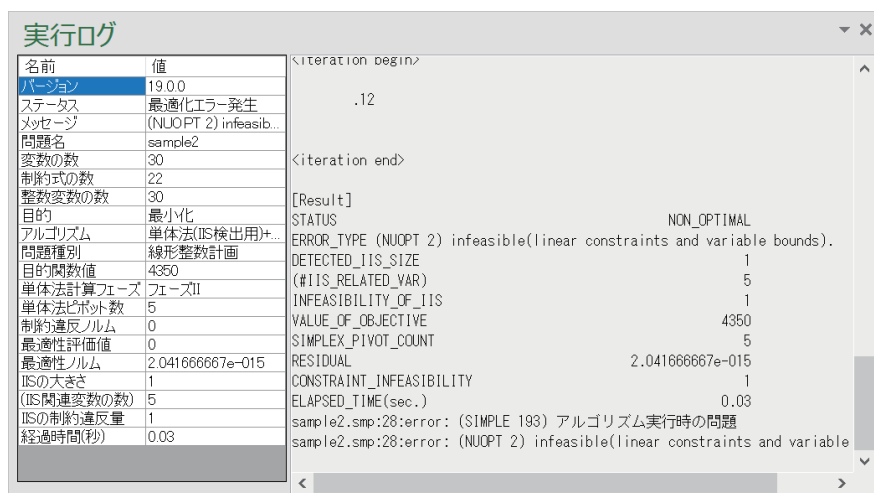 実行ログ
名前 値
バージョン 19.0.0
ステータス 最適化エラー発生
メッセージ (NUOPT 2) infeasib...
問題名 sample2
変数の数 30
制約式の数 22
整数変数の数 30
目的 最小化
アルゴリズム 単体法(IIS検出用)+...
問題種別 線形整数計画
目的関数値 4350
単体法計算フェーズ フェーズII
単体法ピボット数 5
制約違反ノルム 0
最適性評価値 0
最適性ノルム 2.041666667e-015
IISの大きさ 1
(IIS関連変数の数) 5
IISの制約違反量 1
経過時間(秒) 0.03
<iteration begin>
.12
<iteration end>
[Result]
STATUS NON_OPTIMAL
ERROR_TYPE (NUOPT 2) infeasible(linear constraints and variable bounds).
DETECTED_IIS_SIZE 1
(#IIS_RELATED_VAR) 5
INFEASIBILITY_OF_IIS 1
VALUE_OF_OBJECTIVE 4350
SIMPLEX_PIVOT_COUNT 5
RESIDUAL 2.041666667e-015
CONSTRAINT_INFEASIBILITY 1
ELAPSED_TIME(sec.) 0.03
sample2.smp:28:error: (SIMPLE 193) アルゴリズム実行時の問題
sample2.smp:28:error: (NUOPT 2) infeasible(linear constraints and variable